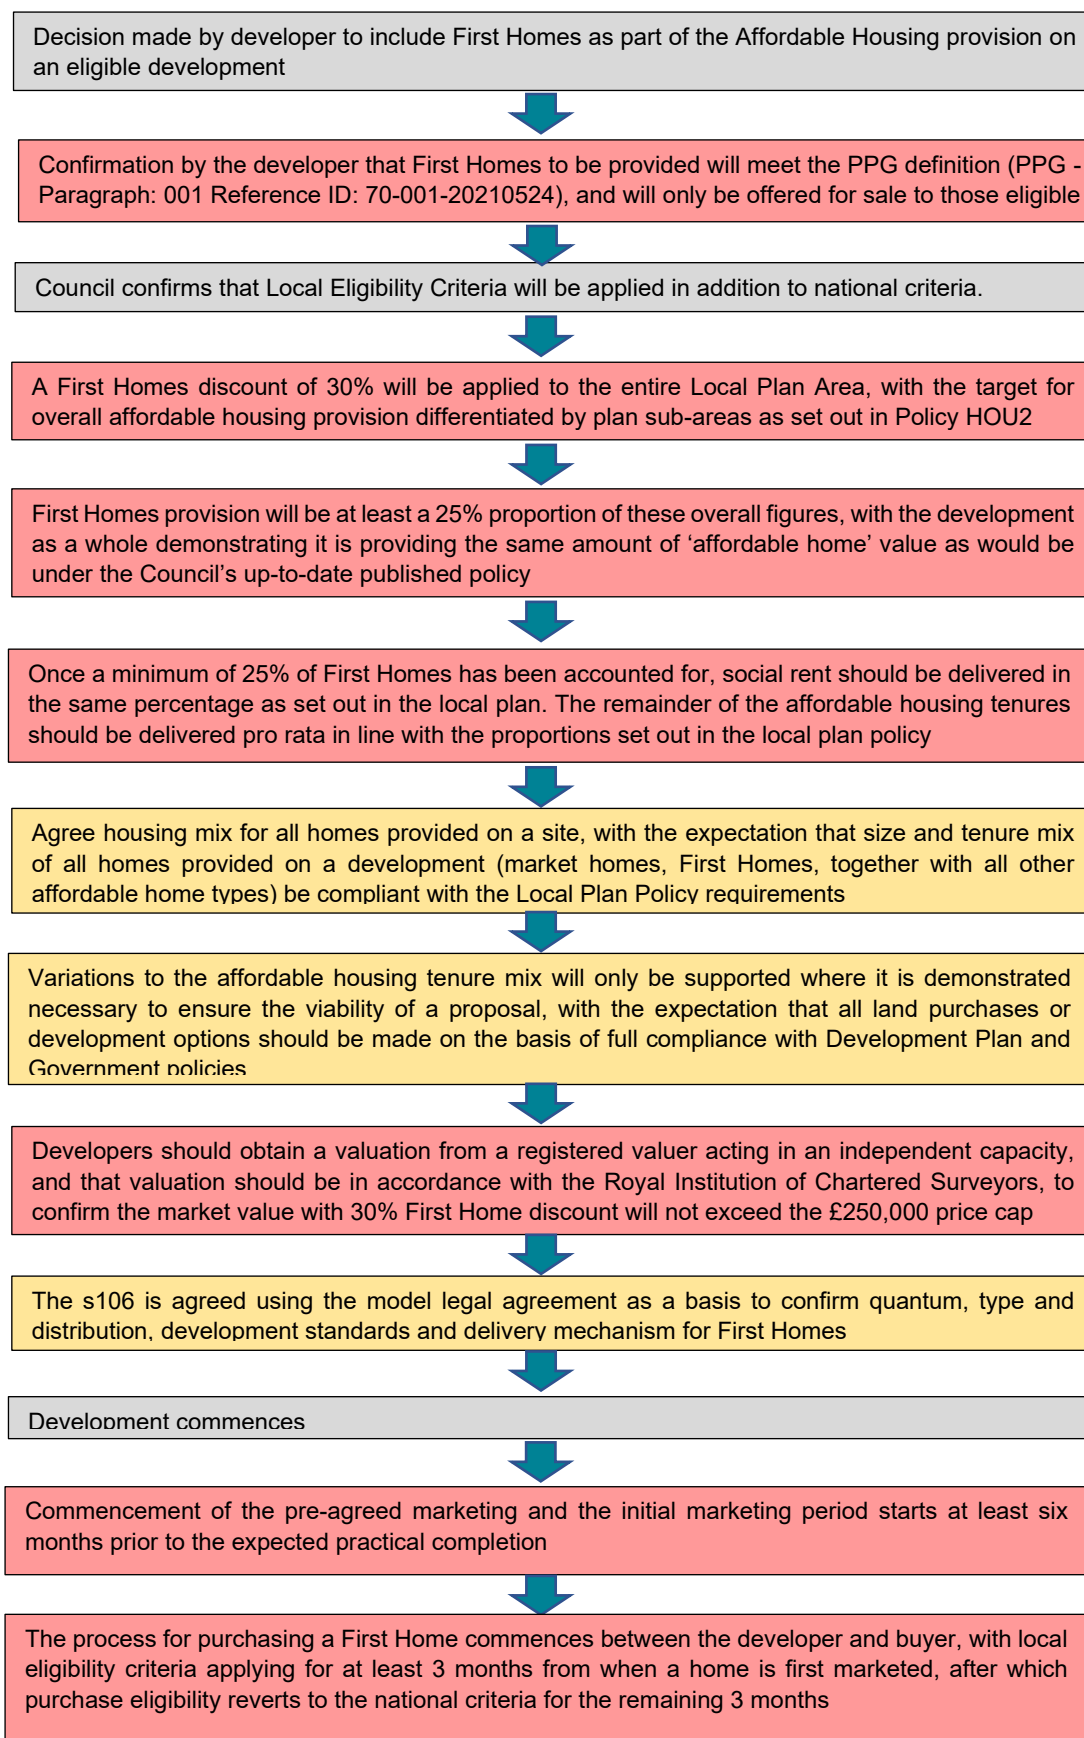 Decision made by developer to include First Homes as part of the Affordable Housing provision on
an eligible development
Confirmation by the developer that First Homes to be provided will meet the PPG definition (PPG -
Paragraph: 001 Reference ID: 70-001-20210524), and will only be offered for sale to those eligible
Council confirms that Local Eligibility Criteria will be applied in addition to national criteria.
A First Homes discount of 30% will be applied to the entire Local Plan Area, with the target for
overall affordable housing provision differentiated by plan sub-areas as set out in Policy HOU2
First Homes provision will be at least a 25% proportion of these overall figures, with the development
as a whole demonstrating it is providing the same amount of ‘affordable home’ value as would be
under the Council’s up-to-date published policy
Once a minimum of 25% of First Homes has been accounted for, social rent should be delivered in
the same percentage as set out in the local plan. The remainder of the affordable housing tenures
should be delivered pro rata in line with the proportions set out in the local plan policy
Agree housing mix for all homes provided on a site, with the expectation that size and tenure mix
of all homes provided on a development (market homes, First Homes, together with all other
affordable home types) be compliant with the Local Plan Policy requirements
Variations to the affordable housing tenure mix will only be supported where it is demonstrated
necessary to ensure the viability of a proposal, with the expectation that all land purchases or
development options should be made on the basis of full compliance with Development Plan and
Government policies
Developers should obtain a valuation from a registered valuer acting in an independent capacity,
and that valuation should be in accordance with the Royal Institution of Chartered Surveyors, to
confirm the market value with 30% First Home discount will not exceed the £250,000 price cap
The s106 is agreed using the model legal agreement as a basis to confirm quantum, type and
distribution, development standards and delivery mechanism for First Homes
Development commences
Commencement of the pre-agreed marketing and the initial marketing period starts at least six
months prior to the expected practical completion
The process for purchasing a First Home commences between the developer and buyer, with local
eligibility criteria applying for at least 3 months from when a home is first marketed, after which
purchase eligibility reverts to the national criteria for the remaining 3 months